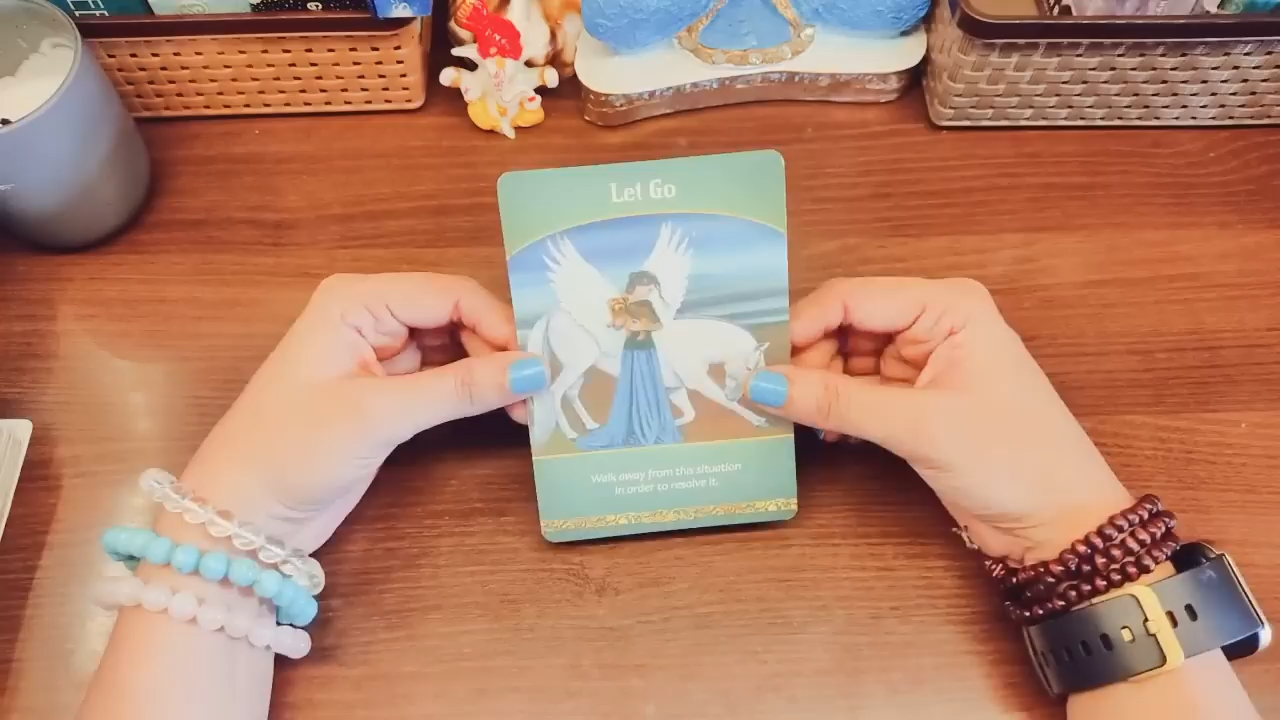 Let Go
Walk away from this situation
in order to resolve it.